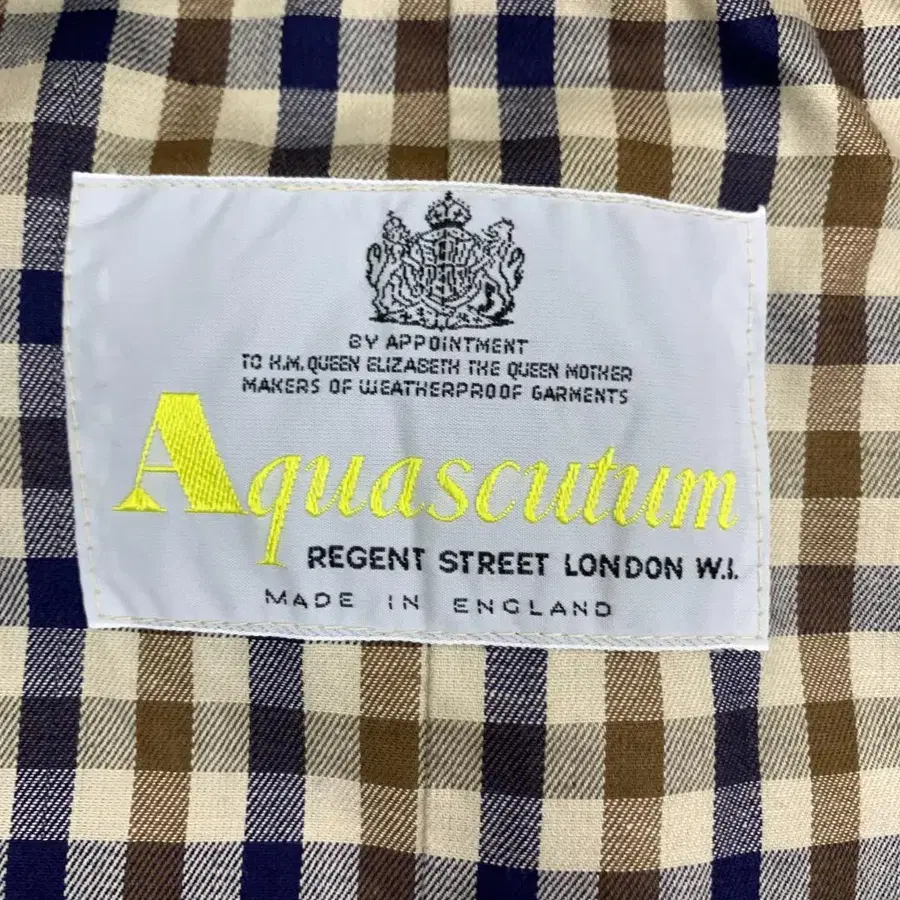 BY APPOINTMENT
TO H.M. QUEEN ELIZABETH THE QUEEN MOTHER
MAKERS OF WEATHERPROOF GARMENTS
Aquascutum
REGENT STREET LONDON W.1.
MADE IN ENGLAND